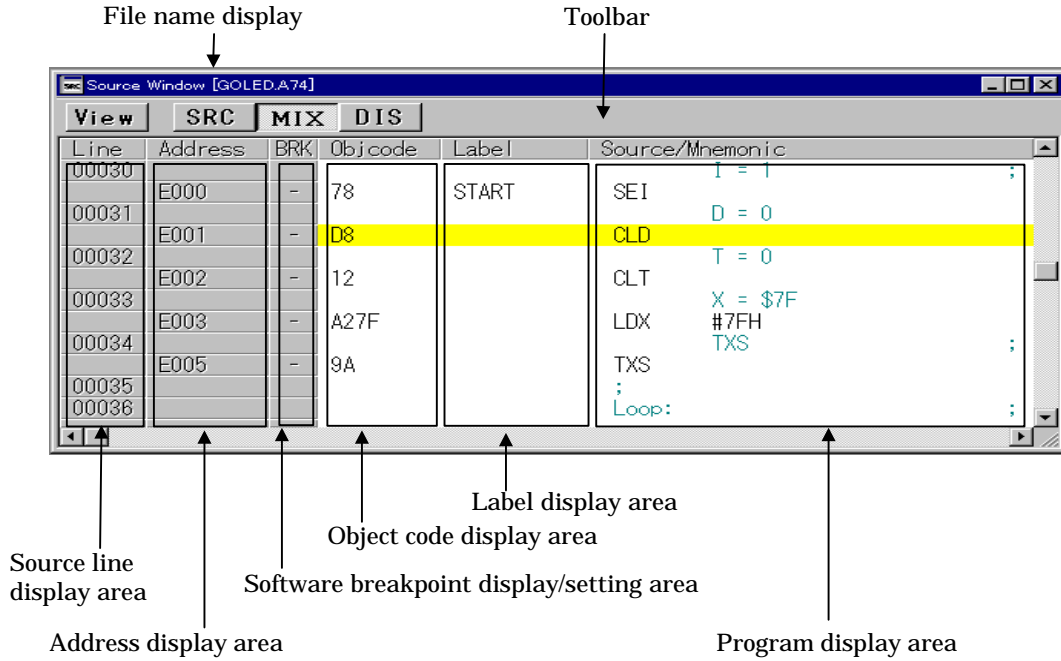 File name display
Toolbar
SRC Source Window [GOLED.A74]
View SRC MIX DIS
Line Address BRK Objcode Label Source/Mnemonic
00030 I = 1 ;
E000 - 78 START SEI
00031 D = 0
E001 - D8 CLD
00032 T = 0
E002 - 12 CLT
00033 X = $7F
E003 - A27F LDX #7FH
00034 TXS ;
E005 - 9A TXS
00035 ;
00036 Loop: ;
Label display area
Object code display area
Source line
display area
Software breakpoint display/setting area
Address display area
Program display area